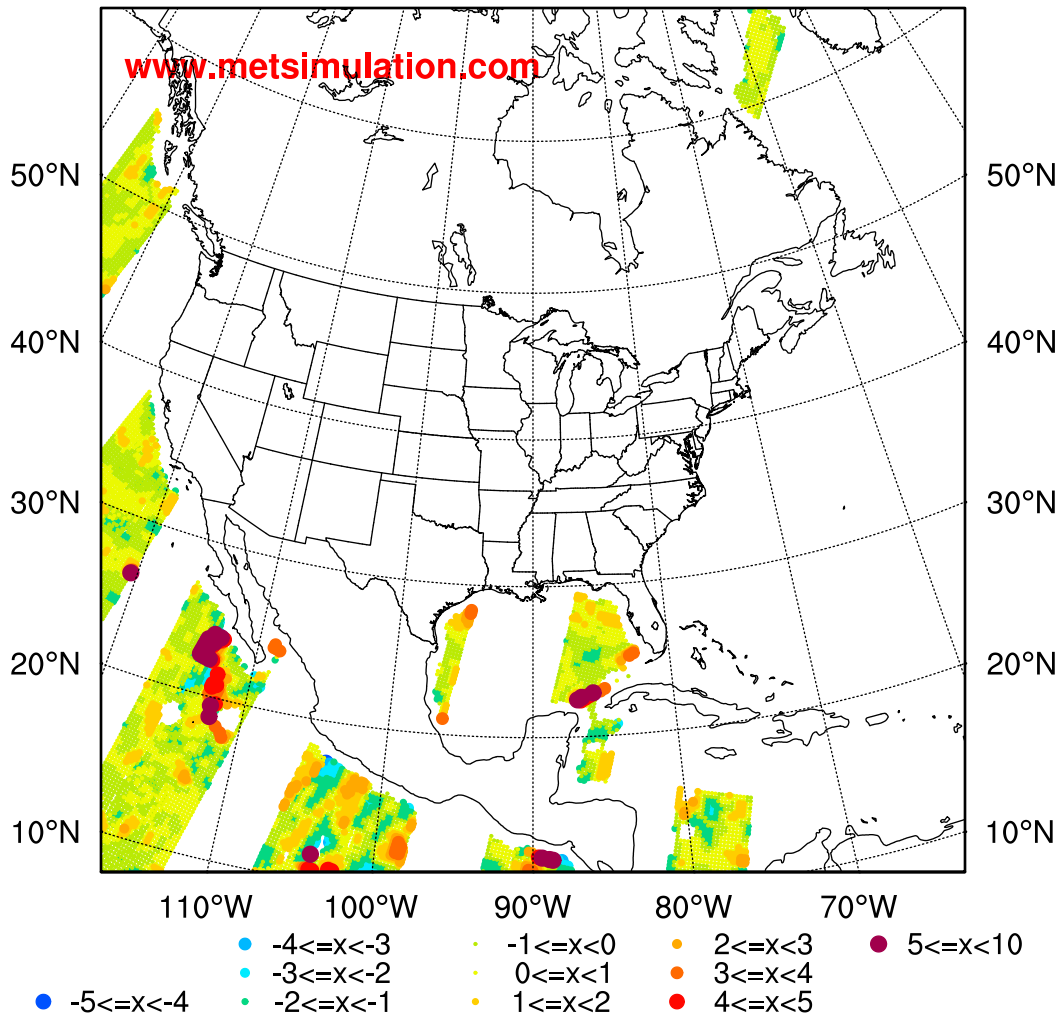 www.metsimulation.com
50°N 50°N
40°N 40°N
30°N 30°N
20°N 20°N
10°N 10°N
110°W 100°W 90°W 80°W 70°W
-4<=x<-3 -1<=x<0 2<=x<3 5<=x<10
-3<=x<-2 0<=x<1 3<=x<4
-5<=x<-4 -2<=x<-1 1<=x<2 4<=x<5